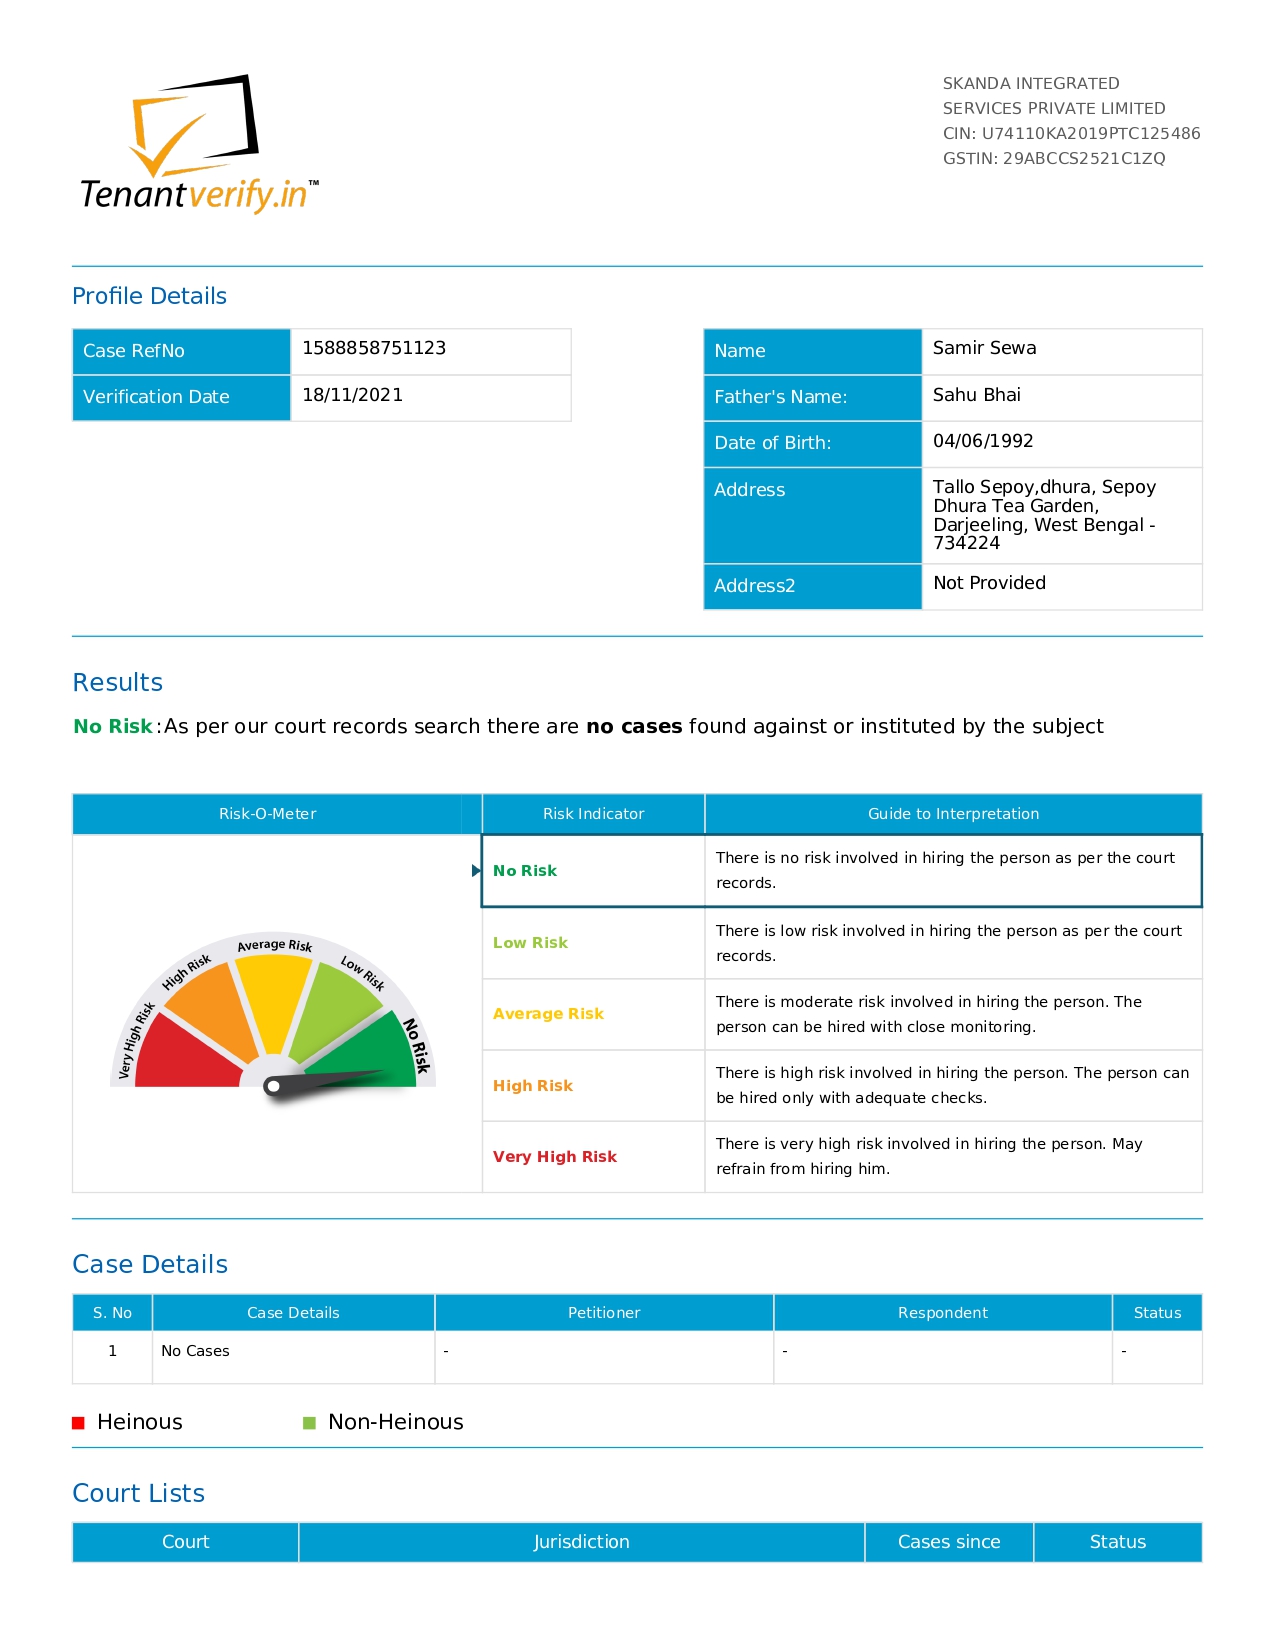 Tenantverify.in™
SKANDA INTEGRATED
SERVICES PRIVATE LIMITED
CIN: U74110KA2019PTC125486
GSTIN: 29ABCCS2521C1ZQ
Profile Details
Case RefNo 1588858751123
Verification Date 18/11/2021
Name Samir Sewa
Father's Name: Sahu Bhai
Date of Birth: 04/06/1992
Address Tallo Sepoy,dhura, Sepoy
Dhura Tea Garden,
Darjeeling, West Bengal -
734224
Address2 Not Provided
Results
No Risk : As per our court records search there are no cases found against or instituted by the subject
Risk-O-Meter Risk Indicator Guide to Interpretation
Very High Risk
High Risk
Average Risk
Low Risk
No Risk
No Risk There is no risk involved in hiring the person as per the court
records.
Low Risk There is low risk involved in hiring the person as per the court
records.
Average Risk There is moderate risk involved in hiring the person. The
person can be hired with close monitoring.
High Risk There is high risk involved in hiring the person. The person can
be hired only with adequate checks.
Very High Risk There is very high risk involved in hiring the person. May
refrain from hiring him.
Case Details
S. No Case Details Petitioner Respondent Status
1 No Cases - - -
Heinous Non-Heinous
Court Lists
Court Jurisdiction Cases since Status